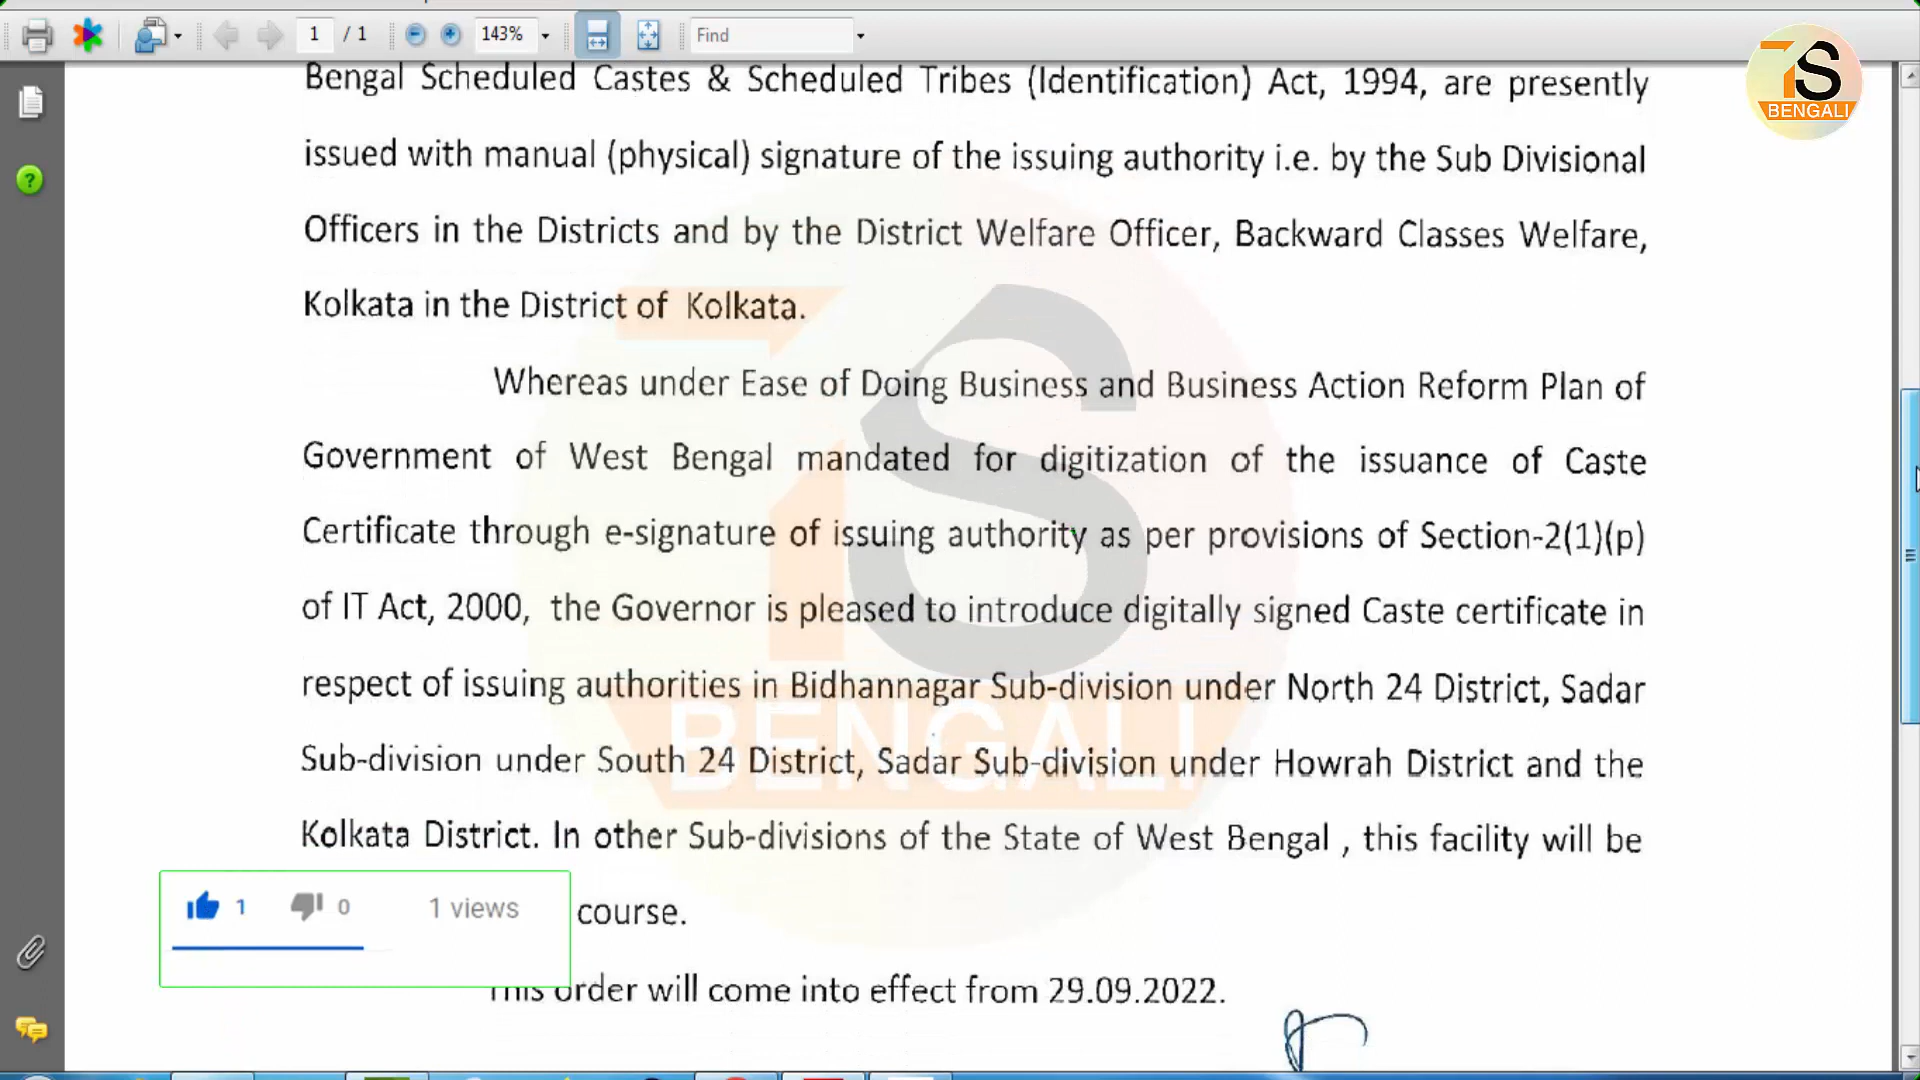 1 / 1 143% Find
1S
BENGALI
Bengal Scheduled Castes & Scheduled Tribes (Identification) Act, 1994, are presently
issued with manual (physical) signature of the issuing authority i.e. by the Sub Divisional
Officers in the Districts and by the District Welfare Officer, Backward Classes Welfare,
Kolkata in the District of Kolkata.
Whereas under Ease of Doing Business and Business Action Reform Plan of
Government of West Bengal mandated for digitization of the issuance of Caste
Certificate through e-signature of issuing authority as per provisions of Section-2(1)(p)
of IT Act, 2000, the Governor is pleased to introduce digitally signed Caste certificate in
respect of issuing authorities in Bidhannagar Sub-division under North 24 District, Sadar
Sub-division under South 24 District, Sadar Sub-division under Howrah District and the
Kolkata District. In other Sub-divisions of the State of West Bengal , this facility will be
course.
1 0 1 views
This order will come into effect from 29.09.2022.
1S
BENGALI